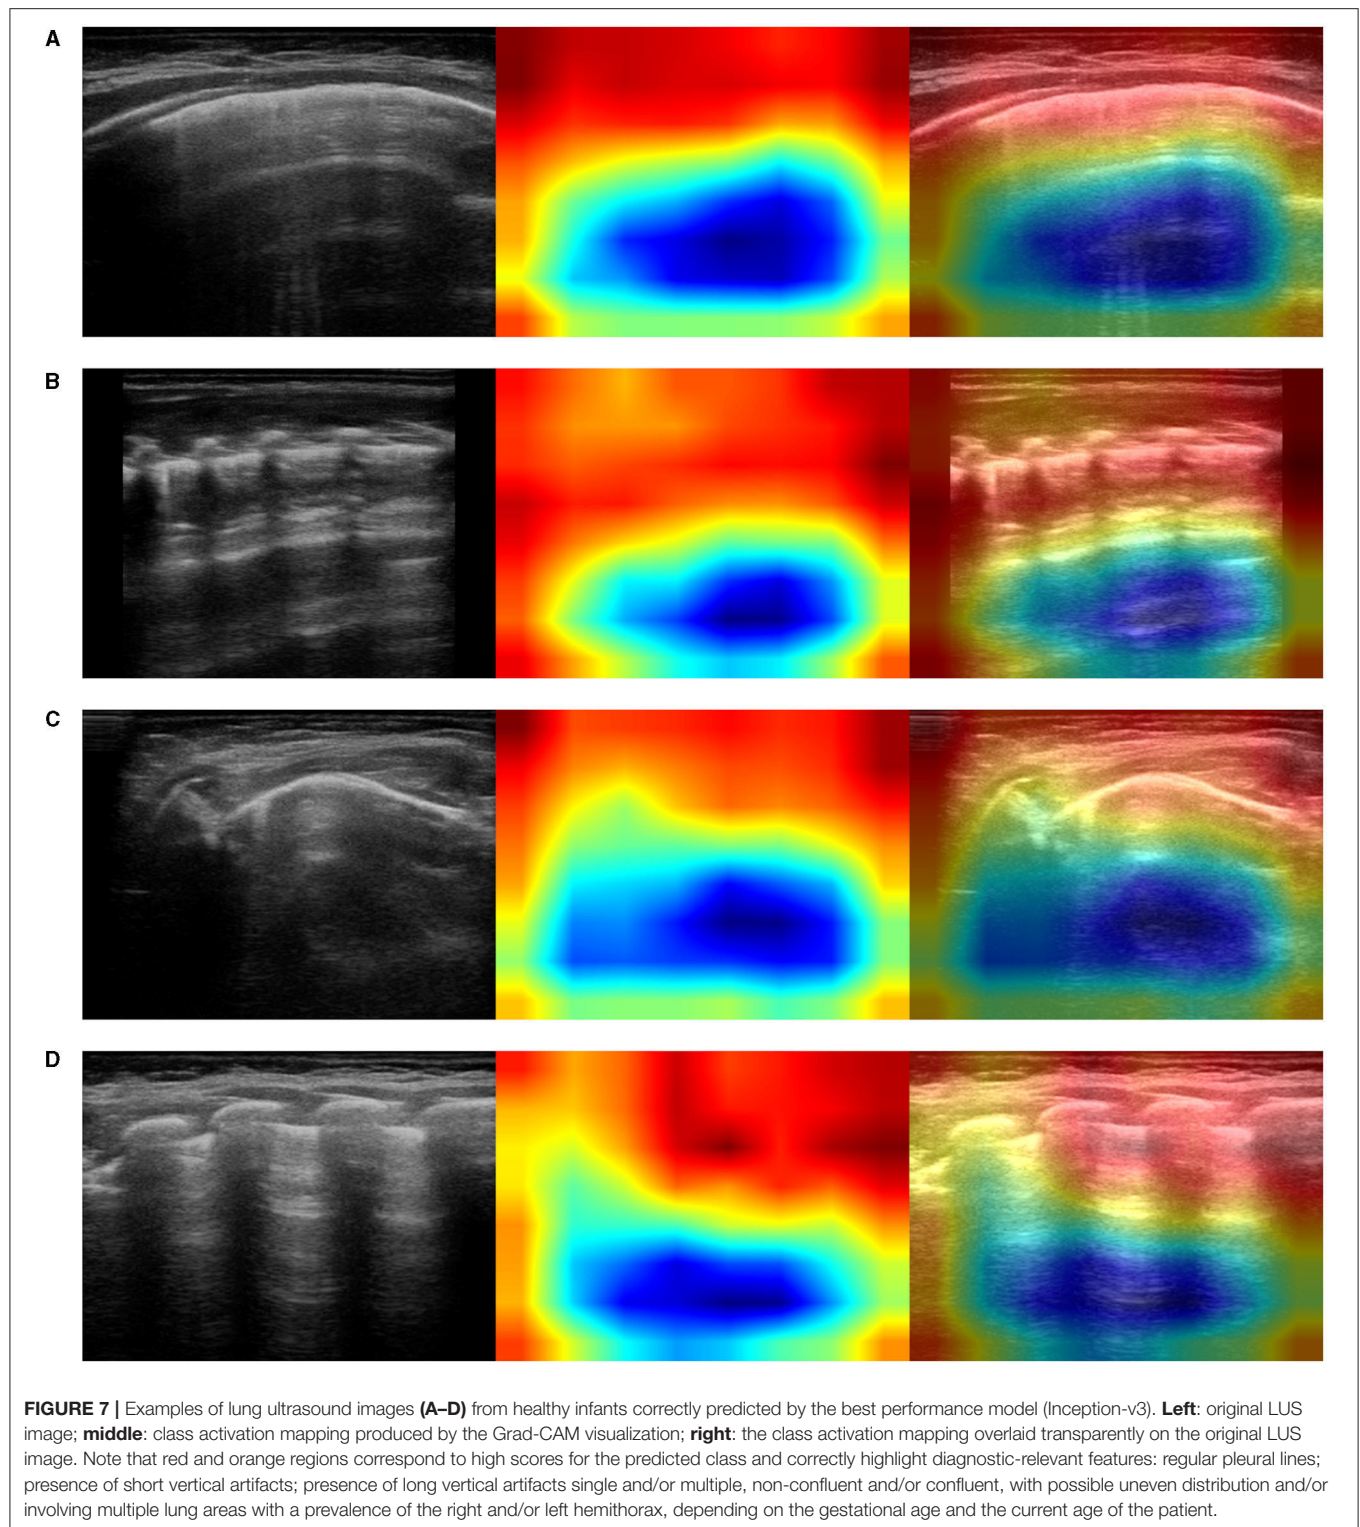 A
B
C
D
FIGURE 7 | Examples of lung ultrasound images (A–D) from healthy infants correctly predicted by the best performance model (Inception-v3). Left: original LUS
image; middle: class activation mapping produced by the Grad-CAM visualization; right: the class activation mapping overlaid transparently on the original LUS
image. Note that red and orange regions correspond to high scores for the predicted class and correctly highlight diagnostic-relevant features: regular pleural lines;
presence of short vertical artifacts; presence of long vertical artifacts single and/or multiple, non-confluent and/or confluent, with possible uneven distribution and/or
involving multiple lung areas with a prevalence of the right and/or left hemithorax, depending on the gestational age and the current age of the patient.